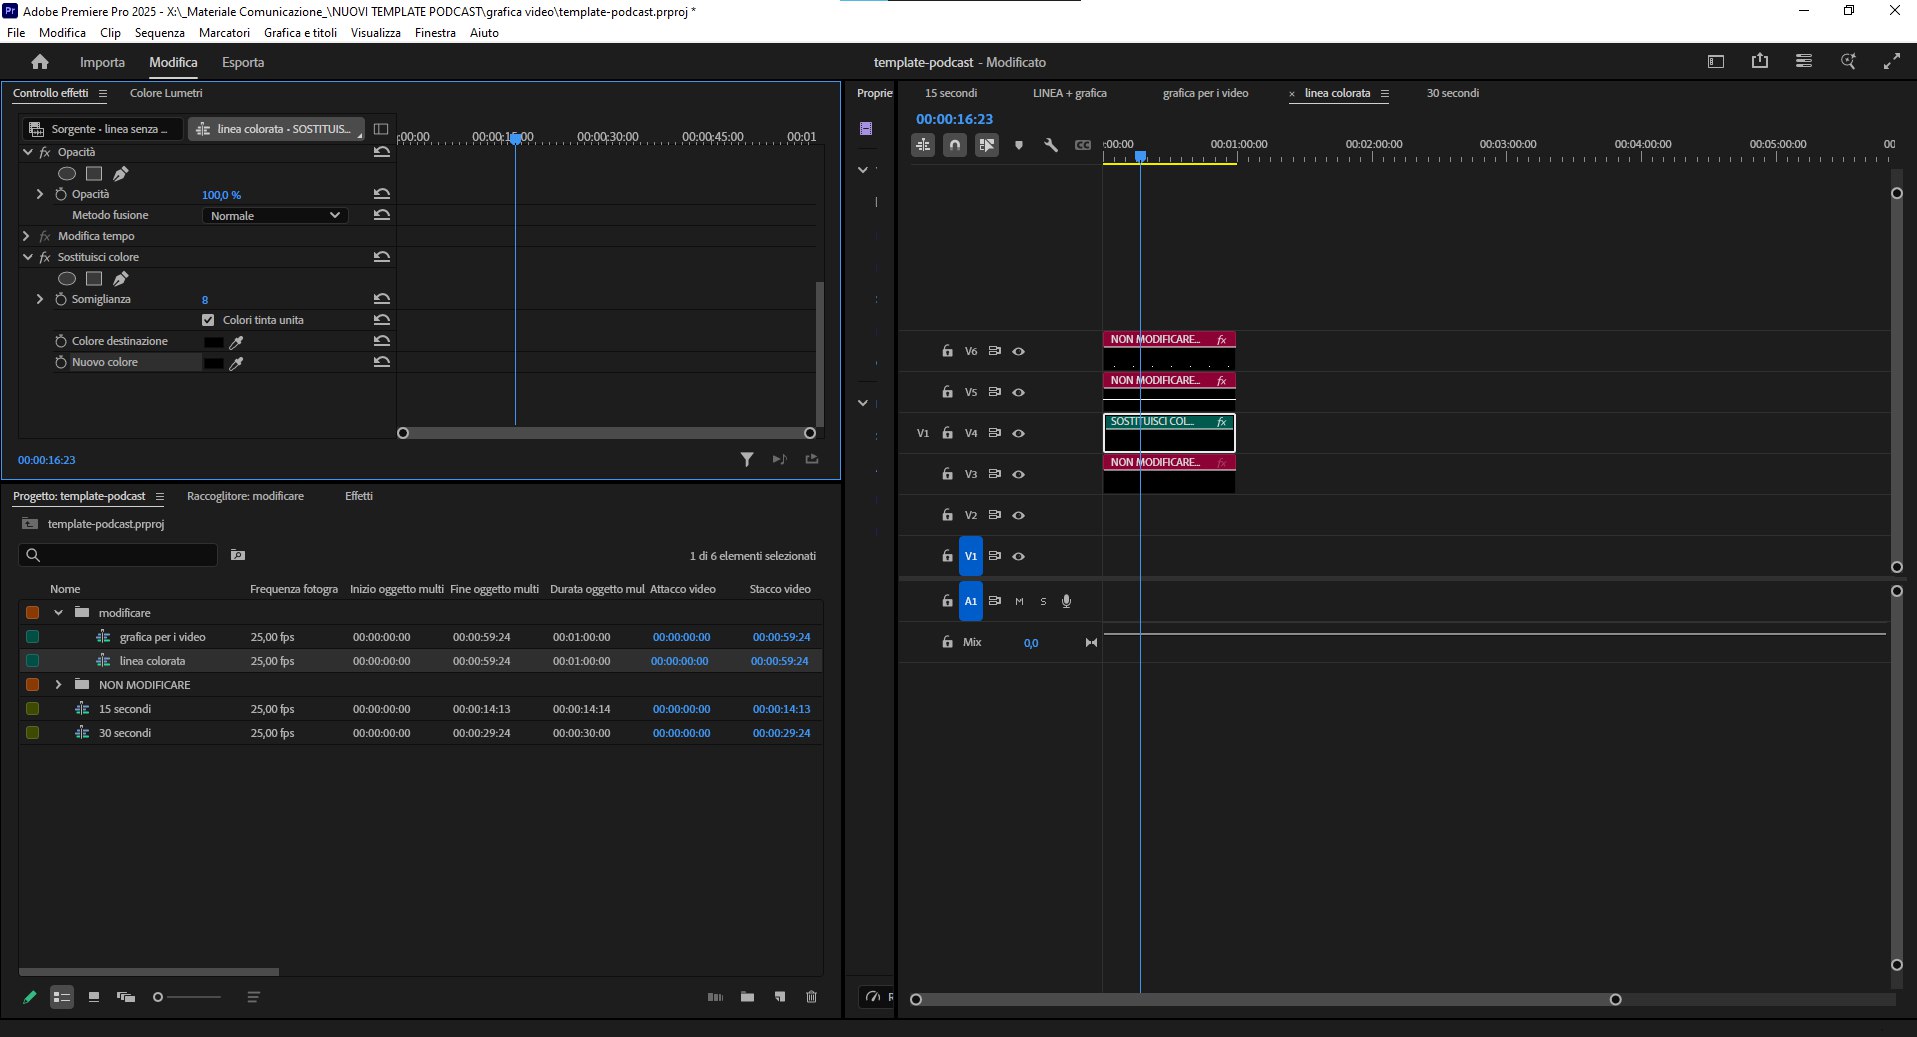 Adobe Premiere Pro 2025 - X:\_Materiale Comunicazione_\NUOVI TEMPLATE PODCAST\grafica video\template-podcast.prproj *
File Modifica Clip Sequenza Marcatori Grafica e titoli Visualizza Finestra Aiuto
Importa Modifica Esporta
template-podcast - Modificato
Controllo effetti
Colore Lumetri
Sorgente • linea senza ...
linea colorata • SOSTITUIS...
:00:00 00:00:15:00 00:00:30:00 00:00:45:00 00:01
fx Opacità
Opacità 100,0 %
Metodo fusione Normale
fx Modifica tempo
fx Sostituisci colore
Somiglianza 8
Colori tinta unita
Colore destinazione
Nuovo colore
00:00:16:23
Progetto: template-podcast
Raccoglitore: modificare
Effetti
template-podcast.prproj
1 di 6 elementi selezionati
Nome Frequenza fotogra Inizio oggetto multi Fine oggetto multi Durata oggetto mul Attacco video Stacco video
modificare
grafica per i video 25,00 fps 00:00:00:00 00:00:59:24 00:01:00:00 00:00:00:00 00:00:59:24
linea colorata 25,00 fps 00:00:00:00 00:00:59:24 00:01:00:00 00:00:00:00 00:00:59:24
NON MODIFICARE
15 secondi 25,00 fps 00:00:00:00 00:00:14:13 00:00:14:14 00:00:00:00 00:00:14:13
30 secondi 25,00 fps 00:00:00:00 00:00:29:24 00:00:30:00 00:00:00:00 00:00:29:24
Proprie
15 secondi
LINEA + grafica
grafica per i video
× linea colorata
30 secondi
00:00:16:23
:00:00 00:01:00:00 00:02:00:00 00:03:00:00 00:04:00:00 00:05:00:00 00
V6 NON MODIFICARE... fx
V5 NON MODIFICARE... fx
V1 V4 SOSTITUISCI COL... fx
V3 NON MODIFICARE... fx
V2
V1
A1 M S
Mix 0,0